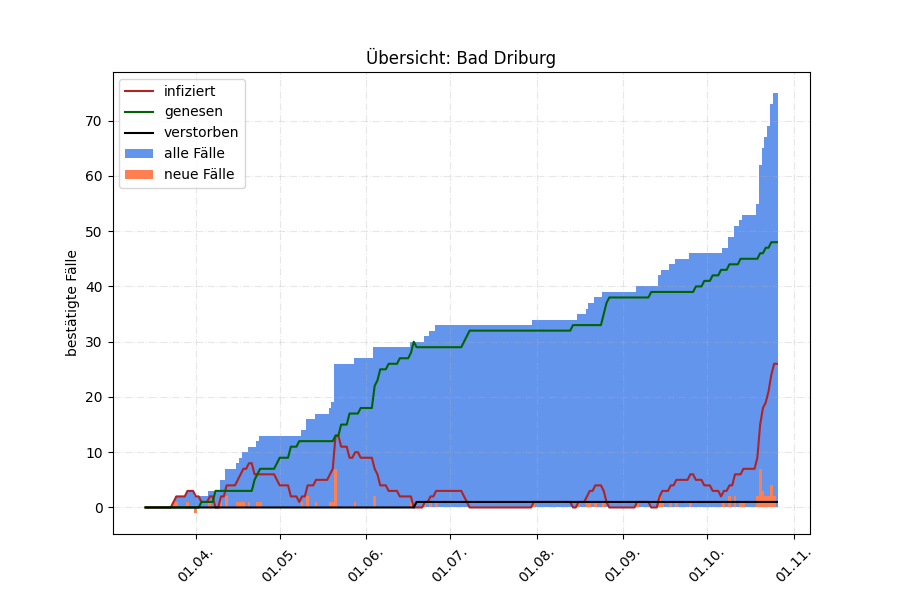 Übersicht: Bad Driburg
infiziert
genesen
verstorben
alle Fälle
neue Fälle
bestätigte Fälle
70
60
50
40
30
20
10
0
01.04.
01.05.
01.06.
01.07.
01.08.
01.09.
01.10.
01.11.